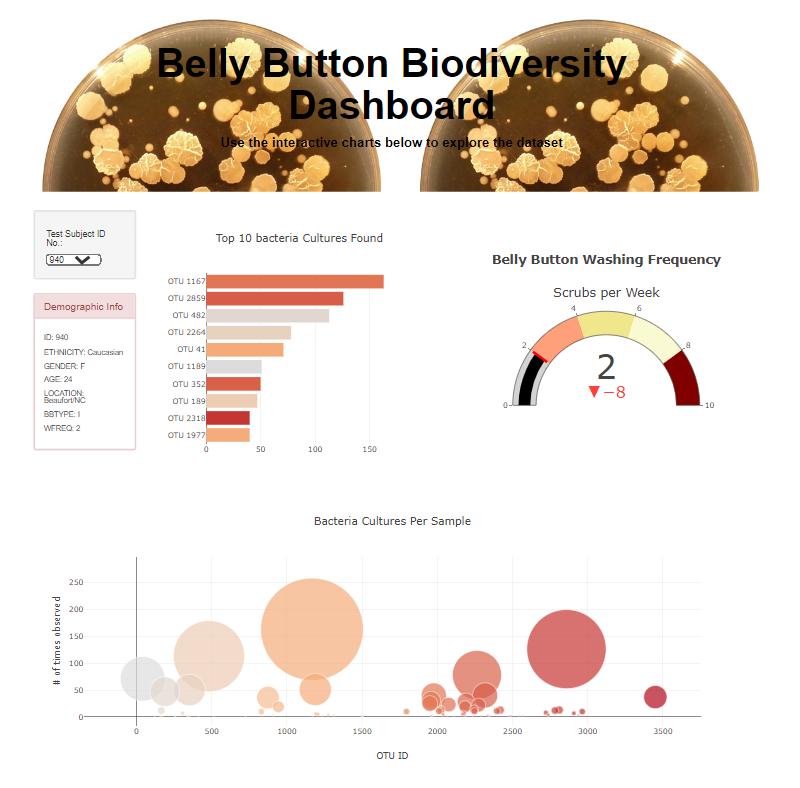 Belly Button Biodiversity
Dashboard
Use the interactive charts below to explore the dataset
Test Subject ID
No.:
940
Demographic Info
ID: 940
ETHNICITY: Caucasian
GENDER: F
AGE: 24
LOCATION:
Beaufort/NC
BBTYPE: I
WFREQ: 2
Top 10 bacteria Cultures Found
OTU 1167
OTU 2859
OTU 482
OTU 2264
OTU 41
OTU 1189
OTU 352
OTU 189
OTU 2318
OTU 1977
0 50 100 150
Belly Button Washing Frequency
Scrubs per Week
0 2 4 6 8 10
2
▼−8
Bacteria Cultures Per Sample
# of times observed
250
200
150
100
50
0
0 500 1000 1500 2000 2500 3000 3500
OTU ID